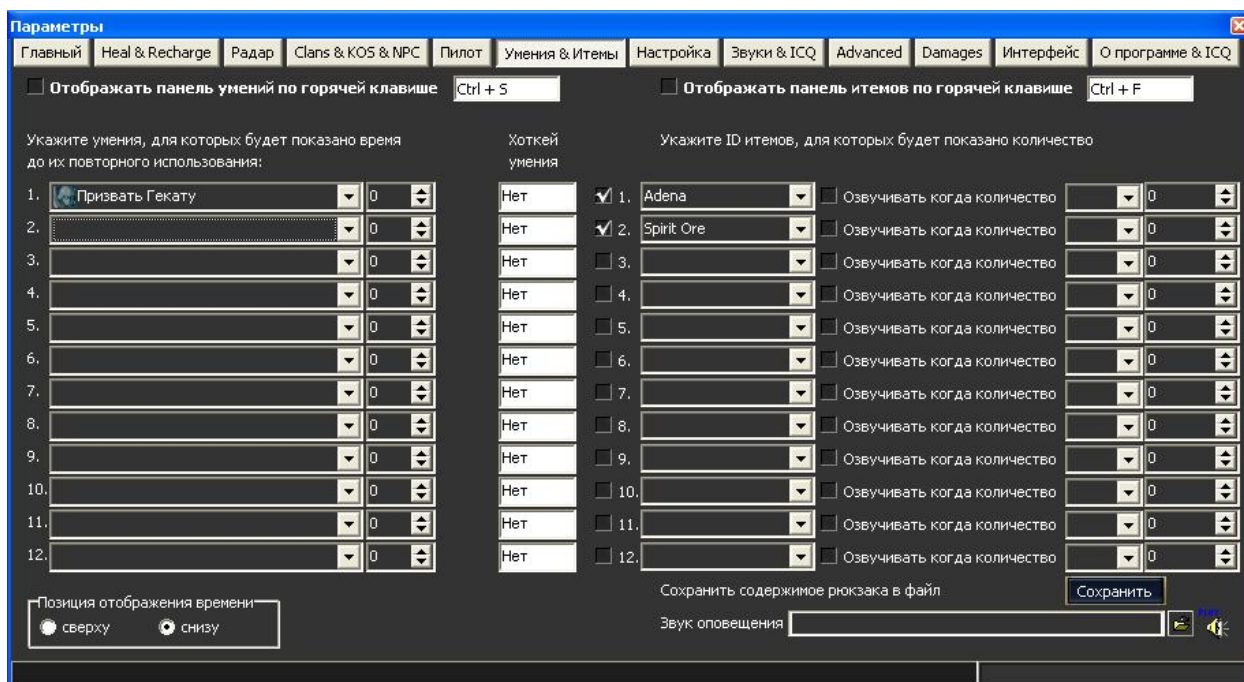 Параметры
Главный Heal & Recharge Радар Clans & KOS & NPC Пилот Умения & Итемы Настройка Звуки & ICQ Advanced Damages Интерфейс О программе & ICQ
Отображать панель умений по горячей клавише Ctrl + S Отображать панель итемов по горячей клавише Ctrl + F
Укажите умения, для которых будет показано время Хоткей Укажите ID итемов, для которых будет показано количество
до их повторного использования: умения
1. Призвать Гекату 0 Нет 1. Adena Озвучивать когда количество 0
2. 0 Нет 2. Spirit Ore Озвучивать когда количество 0
3. 0 Нет 3. Озвучивать когда количество 0
4. 0 Нет 4. Озвучивать когда количество 0
5. 0 Нет 5. Озвучивать когда количество 0
6. 0 Нет 6. Озвучивать когда количество 0
7. 0 Нет 7. Озвучивать когда количество 0
8. 0 Нет 8. Озвучивать когда количество 0
9. 0 Нет 9. Озвучивать когда количество 0
10. 0 Нет 10. Озвучивать когда количество 0
11. 0 Нет 11. Озвучивать когда количество 0
12. 0 Нет 12. Озвучивать когда количество 0
Сохранить содержимое рюкзака в файл Сохранить
Позиция отображения времени
сверху снизу
Звук оповещения